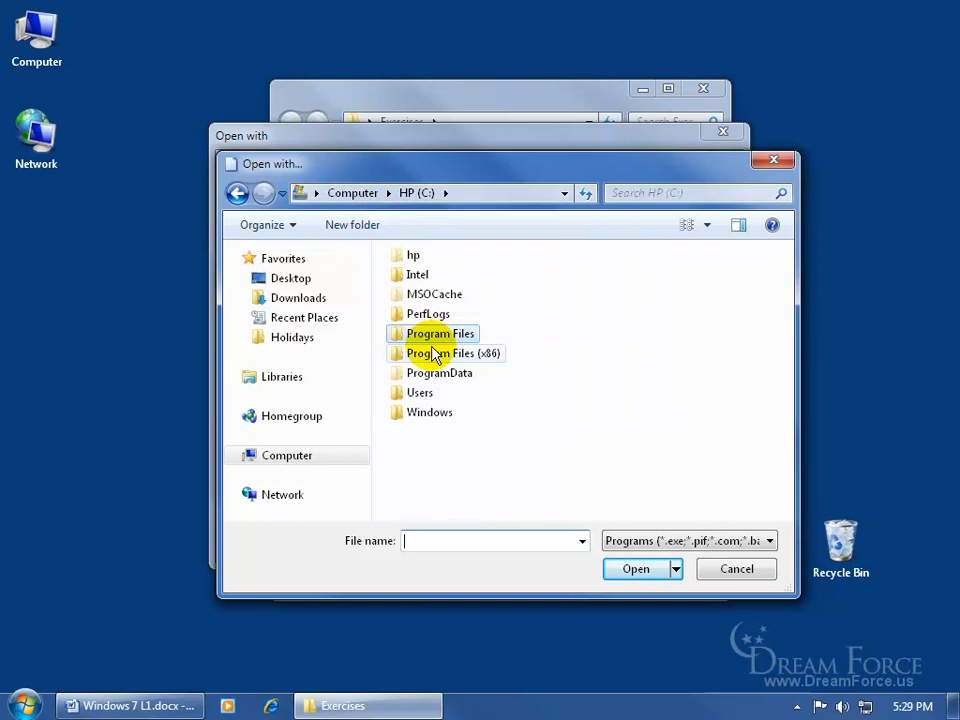 Computer
Network
Exercises
Search Exer
Open with
Open with...
Computer
HP (C:)
Search HP (C:)
Organize
New folder
Favorites
Desktop
Downloads
Recent Places
Holidays
Libraries
Homegroup
Computer
Network
hp
Intel
MSOCache
PerfLogs
Program Files
Program Files (x86)
ProgramData
Users
Windows
File name:
Programs (*.exe;*.pif;*.com;*.ba
Open
Cancel
Recycle Bin
DREAM FORCE
www.DreamForce.us
Windows 7 L1.docx -...
Exercises
5:29 PM